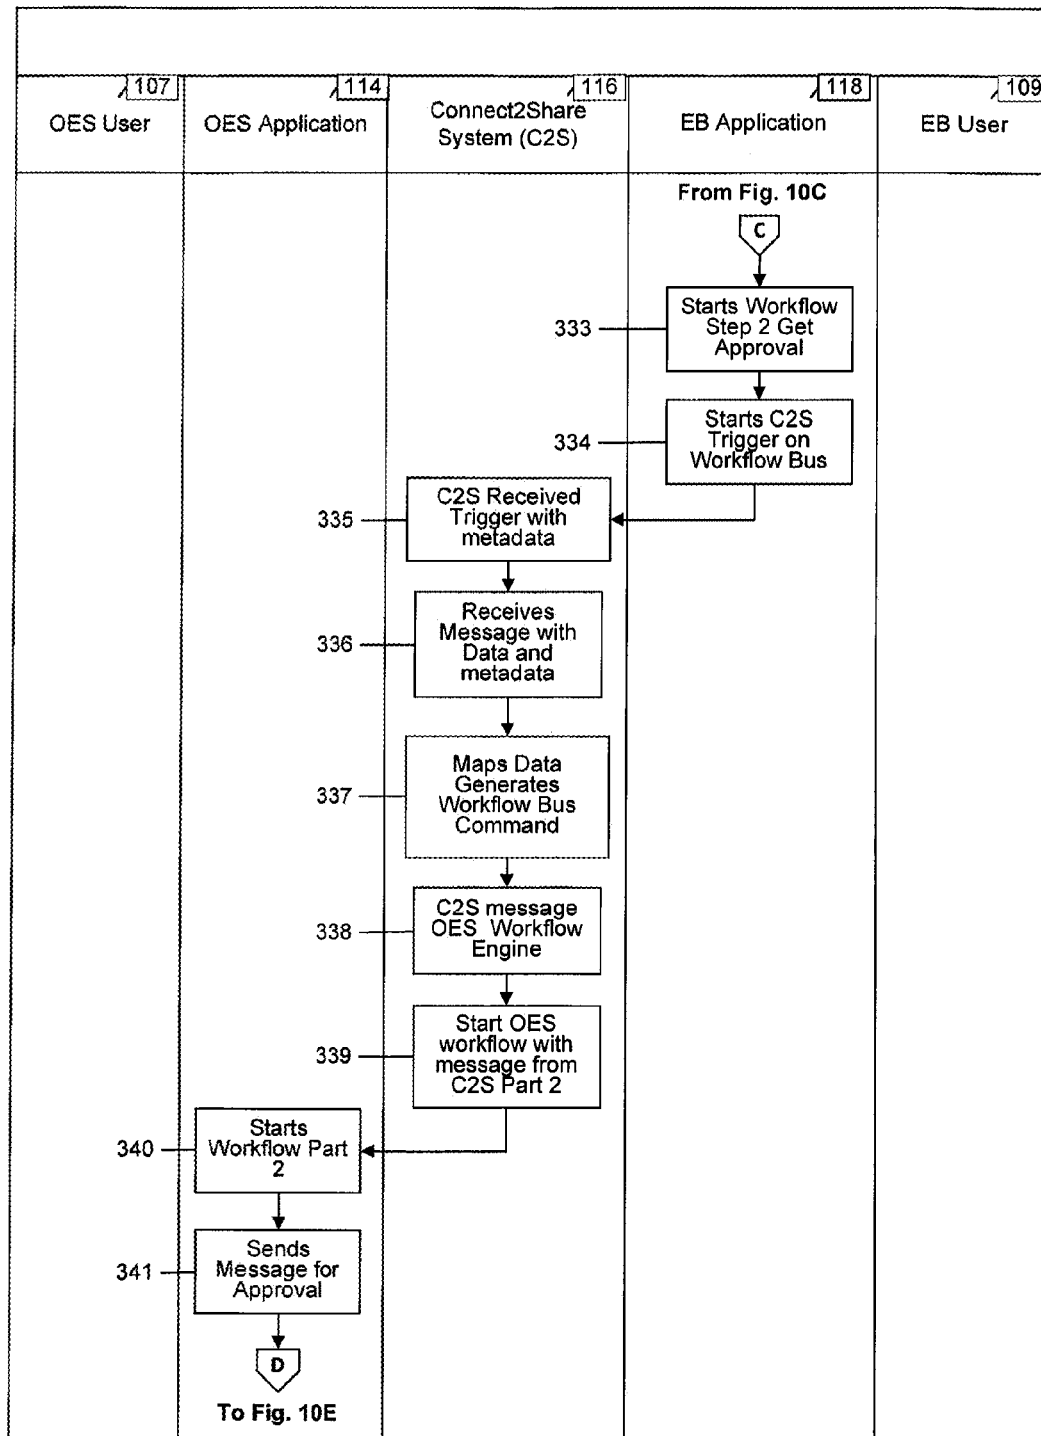 107
114
116
118
109
OES User
OES Application
Connect2Share
System (C2S)
EB Application
EB User
From Fig. 10C
C
333
Starts Workflow
Step 2 Get
Approval
334
Starts C2S
Trigger on
Workflow Bus
335
C2S Received
Trigger with
metadata
336
Receives
Message with
Data and
metadata
337
Maps Data
Generates
Workflow Bus
Command
338
C2S message
OES Workflow
Engine
339
Start OES
workflow with
message from
C2S Part 2
340
Starts
Workflow Part
2
341
Sends
Message for
Approval
D
To Fig. 10E